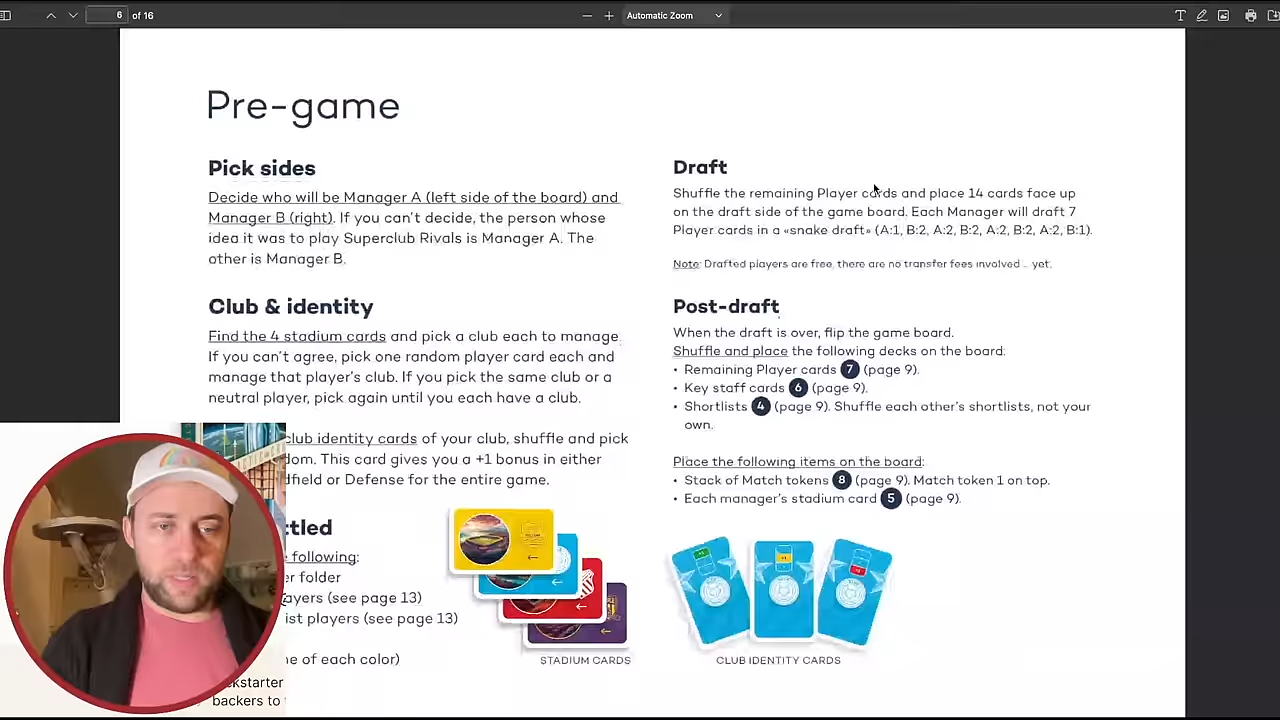 6 of 16
Automatic Zoom
Pre-game
Pick sides
Decide who will be Manager A (left side of the board) and
Manager B (right). If you can't decide, the person whose
idea it was to play Superclub Rivals is Manager A. The
other is Manager B.
Club & identity
Find the 4 stadium cards and pick a club each to manage.
If you can't agree, pick one random player card each and
manage that player's club. If you pick the same club or a
neutral player, pick again until you each have a club.
club identity cards of your club, shuffle and pick
dom. This card gives you a +1 bonus in either
dfield or Defense for the entire game.
ttled
e following:
er folder
ayers (see page 13)
ist players (see page 13)
ne of each color)
ckstarter
backers to
STADIUM CARDS
Draft
Shuffle the remaining Player cards and place 14 cards face up
on the draft side of the game board. Each Manager will draft 7
Player cards in a «snake draft» (A:1, B:2, A:2, B:2, A:2, B:2, A:2, B:1).
Note: Drafted players are free, there are no transfer fees involved … yet.
Post-draft
When the draft is over, flip the game board.
Shuffle and place the following decks on the board:
• Remaining Player cards 7 (page 9).
• Key staff cards 6 (page 9).
• Shortlists 4 (page 9). Shuffle each other's shortlists, not your
own.
Place the following items on the board:
• Stack of Match tokens 8 (page 9). Match token 1 on top.
• Each manager's stadium card 5 (page 9).
CLUB IDENTITY CARDS